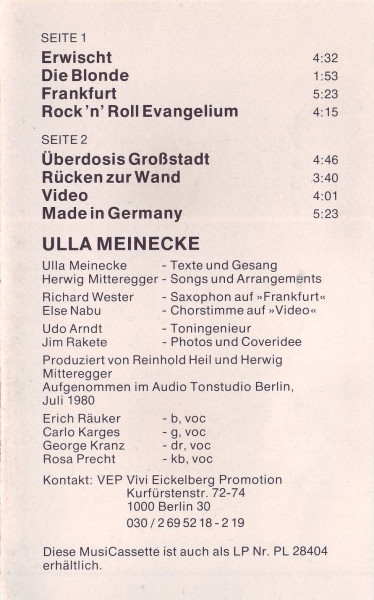 SEITE 1
Erwischt 4:32
Die Blonde 1:53
Frankfurt 5:23
Rock 'n' Roll Evangelium 4:15
SEITE 2
Überdosis Großstadt 4:46
Rücken zur Wand 3:40
Video 4:01
Made in Germany 5:23
ULLA MEINECKE
Ulla Meinecke - Texte und Gesang
Herwig Mitteregger - Songs und Arrangements
Richard Wester - Saxophon auf »Frankfurt«
Else Nabu - Chorstimme auf »Video«
Udo Arndt - Toningenieur
Jim Rakete - Photos und Coveridee
Produziert von Reinhold Heil und Herwig
Mitteregger
Aufgenommen im Audio Tonstudio Berlin,
Juli 1980
Erich Räuker - b, voc
Carlo Karges - g, voc
George Kranz - dr, voc
Rosa Precht - kb, voc
Kontakt: VEP Vivi Eickelberg Promotion
Kurfürstenstr. 72-74
1000 Berlin 30
030 / 2 69 52 18 - 2 19
Diese MusiCassette ist auch als LP Nr. PL 28404
erhältlich.